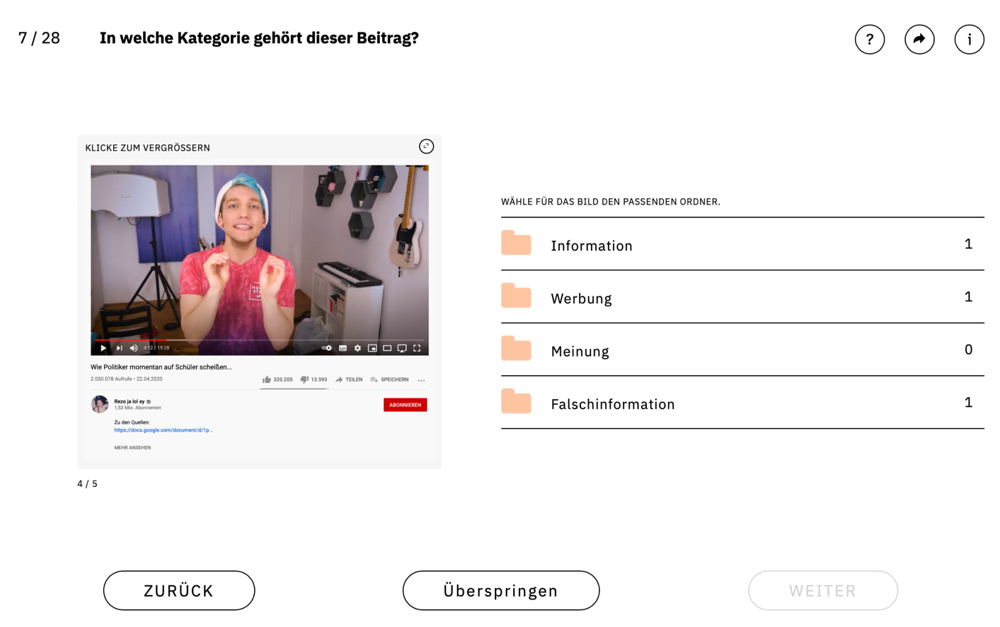 7 / 28
In welche Kategorie gehört dieser Beitrag?
?
i
KLICKE ZUM VERGRÖSSERN
4:12 / 19:28
Wie Politiker momentan auf Schüler scheißen...
2.030.078 Aufrufe • 22.04.2020
320.205
13.593
TEILEN
SPEICHERN
...
Rezo ja lol ey
1,53 Mio. Abonnenten
ABONNIEREN
Zu den Quellen:
https://docs.google.com/document/d/1p...
MEHR ANSEHEN
4 / 5
WÄHLE FÜR DAS BILD DEN PASSENDEN ORDNER.
Information 1
Werbung 1
Meinung 0
Falschinformation 1
ZURÜCK
Überspringen
WEITER